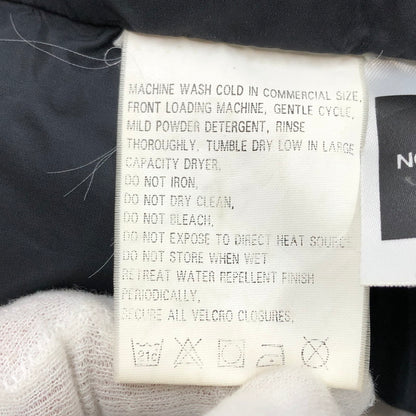 MACHINE WASH COLD IN COMMERCIAL SIZE,
FRONT LOADING MACHINE, GENTLE CYCLE,
MILD POWDER DETERGENT, RINSE
THOROUGHLY, TUMBLE DRY LOW IN LARGE
CAPACITY DRYER.
DO NOT IRON.
DO NOT DRY CLEAN.
DO NOT BLEACH.
DO NOT EXPOSE TO DIRECT HEAT SOURCE
DO NOT STORE WHEN WET
RETREAT WATER REPELLENT FINISH
PERIODICALLY.
SECURE ALL VELCRO CLOSURES.
21C
NO